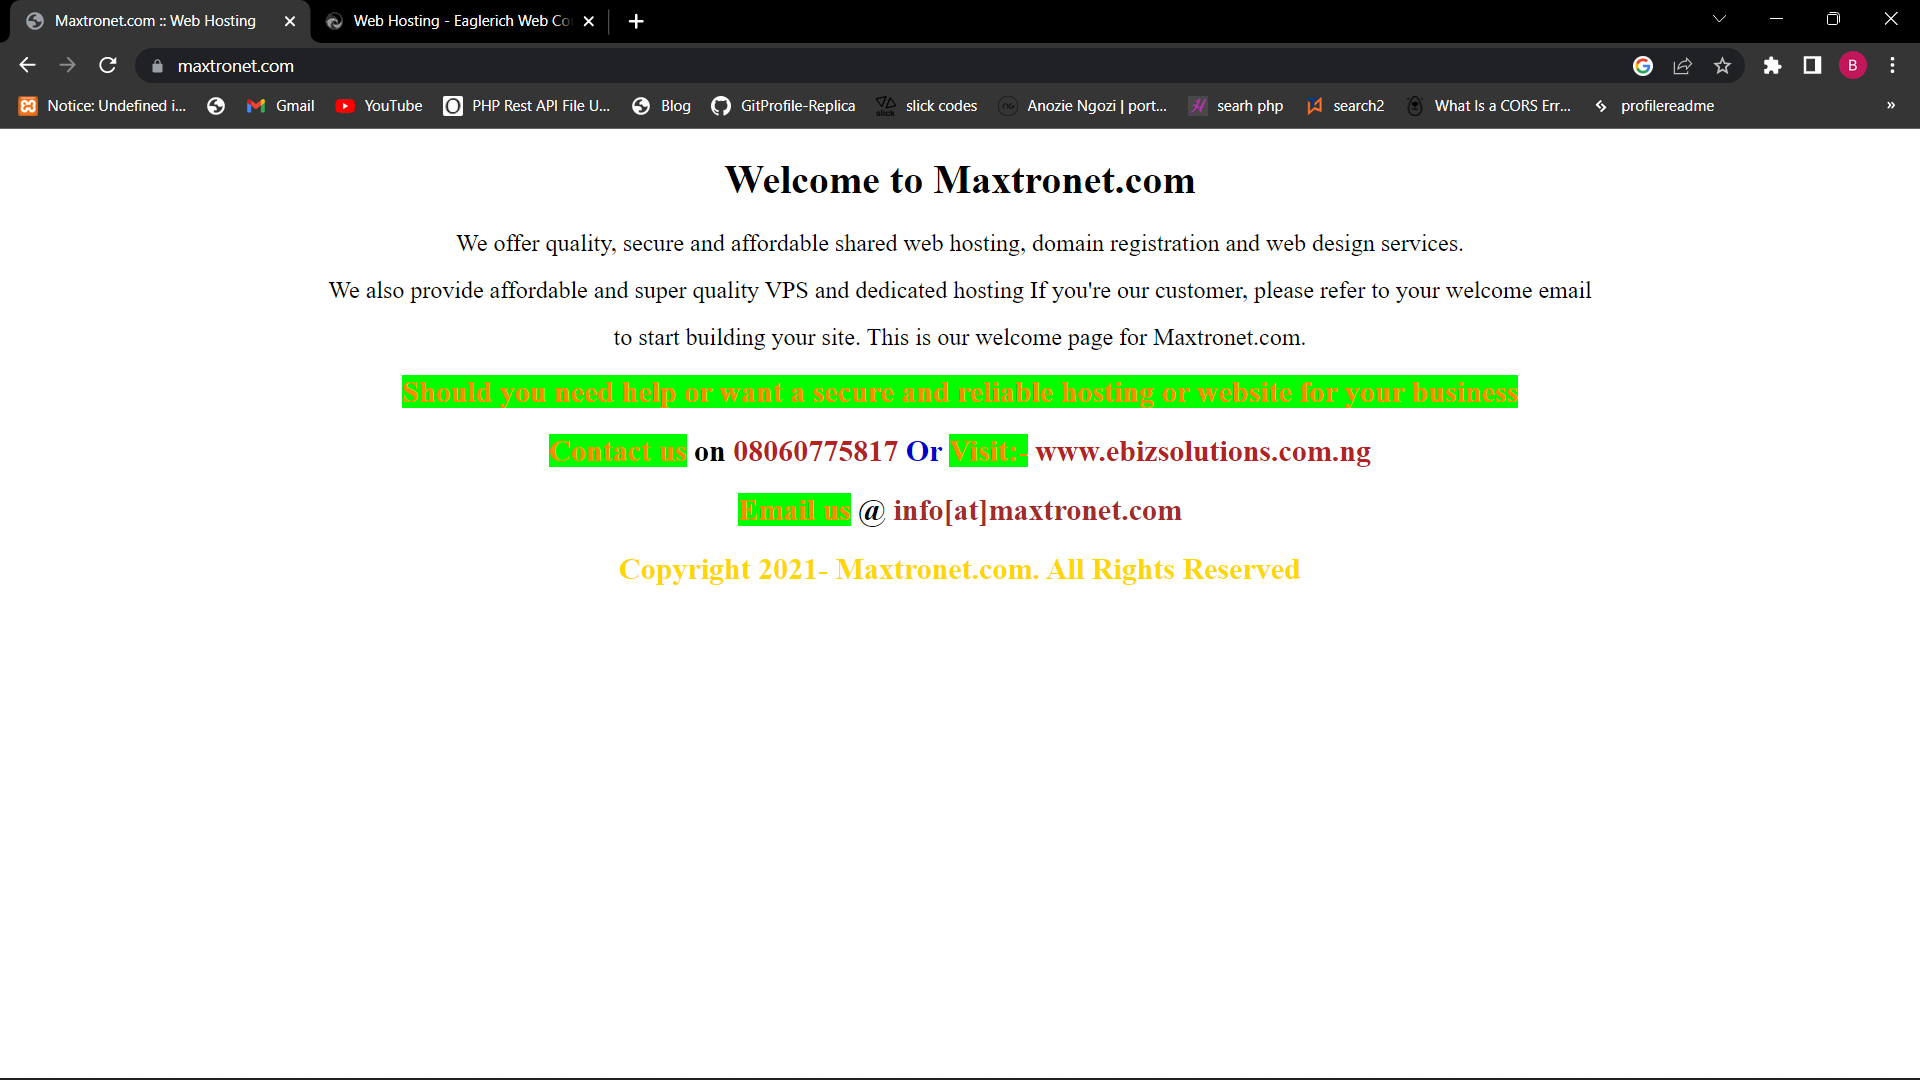 Maxtronet.com :: Web Hosting
Web Hosting - Eaglerich Web Co
maxtronet.com
B
Notice: Undefined i...
Gmail
YouTube
PHP Rest API File U...
Blog
GitProfile-Replica
slick
slick codes
Anozie Ngozi | port...
searh php
search2
What Is a CORS Err...
profilereadme
»
Welcome to Maxtronet.com
We offer quality, secure and affordable shared web hosting, domain registration and web design services.
We also provide affordable and super quality VPS and dedicated hosting If you're our customer, please refer to your welcome email
to start building your site. This is our welcome page for Maxtronet.com.
Should you need help or want a secure and reliable hosting or website for your business
Contact us on 08060775817 Or Visit:- www.ebizsolutions.com.ng
Email us @ info[at]maxtronet.com
Copyright 2021- Maxtronet.com. All Rights Reserved